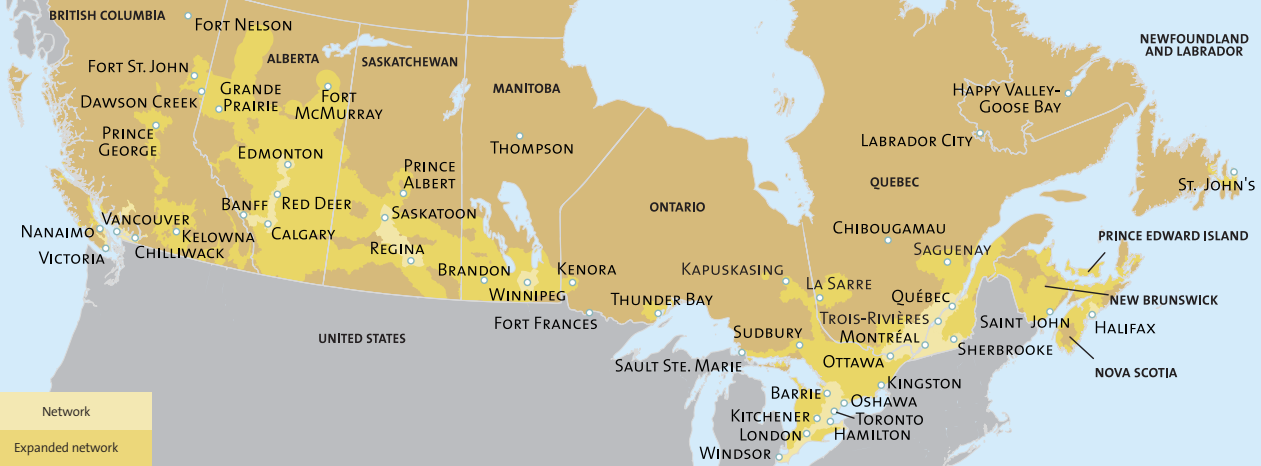 BRITISH COLUMBIA
FORT NELSON
NEWFOUNDLAND
AND LABRADOR
ALBERTA
SASKATCHEWAN
FORT ST. JOHN
MANITOBA
GRANDE
PRAIRIE
FORT
MCMURRAY
DAWSON CREEK
HAPPY VALLEY-
GOOSE BAY
PRINCE
GEORGE
LABRADOR CITY
THOMPSON
EDMONTON
PRINCE
ALBERT
QUEBEC
ST. JOHN'S
BANFF
RED DEER
ONTARIO
SASKATOON
VANCOUVER
NANAIMO
KELOWNA
CALGARY
CHIBOUGAMAU
PRINCE EDWARD ISLAND
REGINA
SAGUENAY
CHILLIWACK
VICTORIA
BRANDON
KENORA
KAPUSKASING
LA SARRE
WINNIPEG
THUNDER BAY
QUÉBEC
NEW BRUNSWICK
FORT FRANCES
TROIS-RIVIÈRES
SAINT JOHN
HALIFAX
UNITED STATES
SUDBURY
MONTRÉAL
SHERBROOKE
SAULT STE. MARIE
OTTAWA
NOVA SCOTIA
KINGSTON
BARRIE
OSHAWA
Network
KITCHENER
TORONTO
LONDON
HAMILTON
Expanded network
WINDSOR